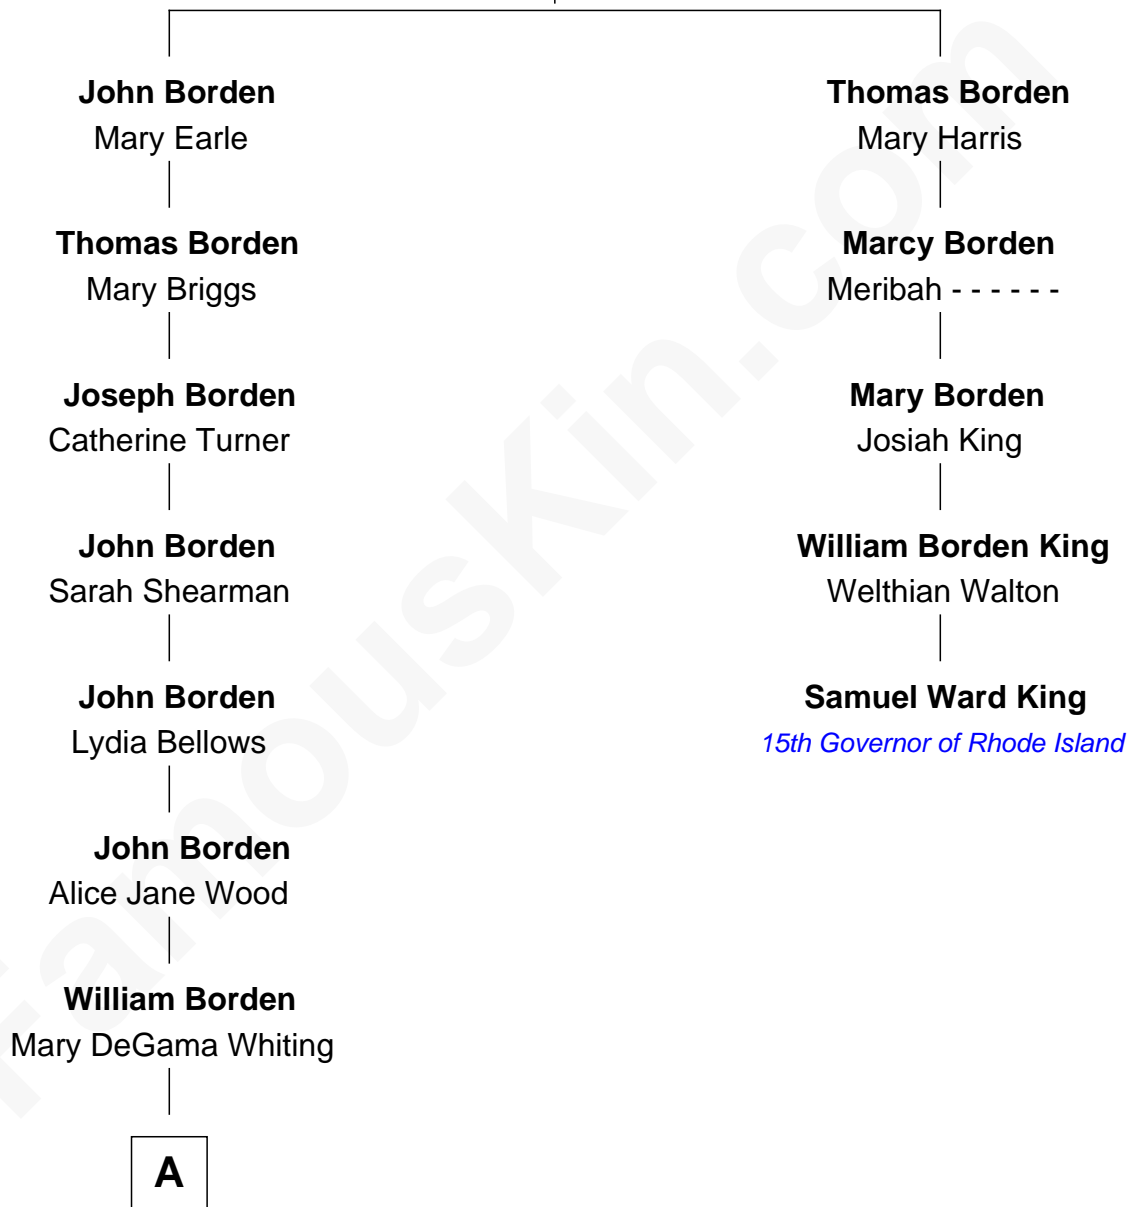 John Borden
Mary Earle
Thomas Borden
Mary Harris
Thomas Borden
Mary Briggs
Marcy Borden
Meribah - - - - - -
Joseph Borden
Catherine Turner
Mary Borden
Josiah King
John Borden
Sarah Shearman
William Borden King
Welthian Walton
John Borden
Lydia Bellows
Samuel Ward King
15th Governor of Rhode Island
John Borden
Alice Jane Wood
William Borden
Mary DeGama Whiting
A
FamousKin.com